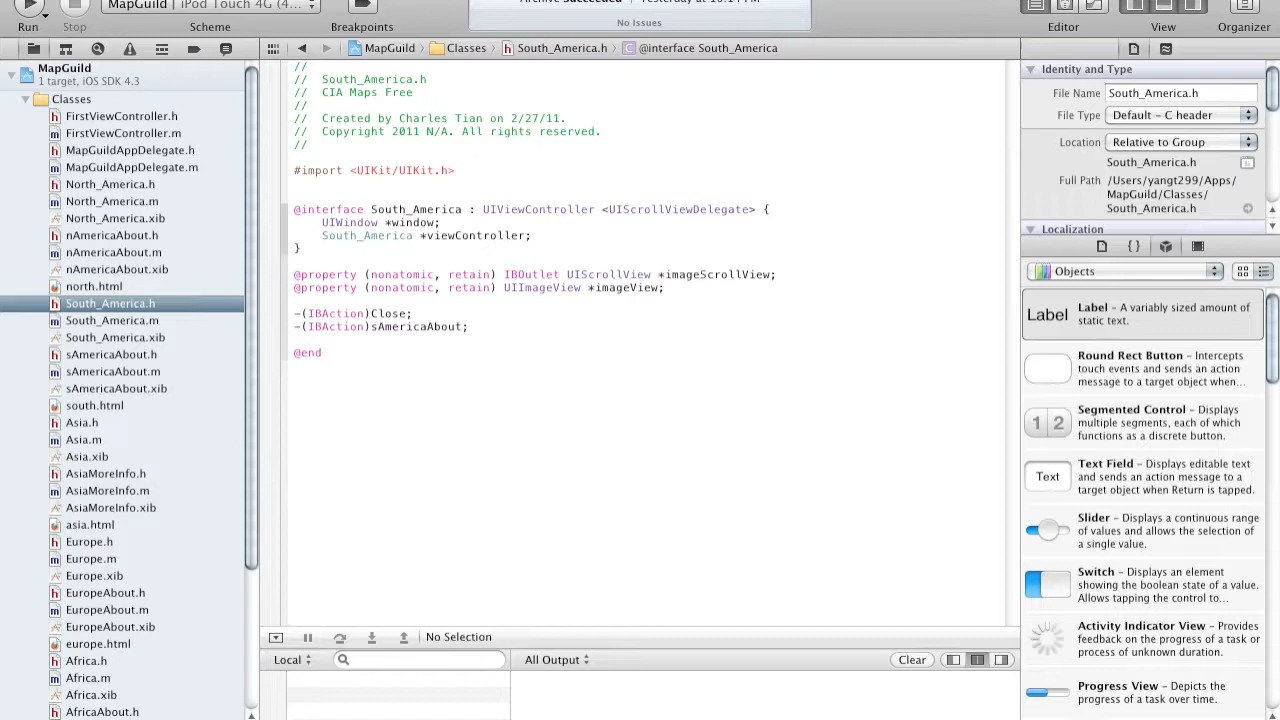 MapGuild | iPod Touch 4G (4...
Archive Succeeded Yesterday at 10:14 PM
No Issues
Run
Stop
Scheme
Breakpoints
Editor
View
Organizer
MapGuild
Classes
South_America.h
@interface South_America
MapGuild
1 target, iOS SDK 4.3
Classes
FirstViewController.h
FirstViewController.m
MapGuildAppDelegate.h
MapGuildAppDelegate.m
North_America.h
North_America.m
North_America.xib
nAmericaAbout.h
nAmericaAbout.m
nAmericaAbout.xib
north.html
South_America.h
South_America.m
South_America.xib
sAmericaAbout.h
sAmericaAbout.m
sAmericaAbout.xib
south.html
Asia.h
Asia.m
Asia.xib
AsiaMoreInfo.h
AsiaMoreInfo.m
AsiaMoreInfo.xib
asia.html
Europe.h
Europe.m
Europe.xib
EuropeAbout.h
EuropeAbout.m
EuropeAbout.xib
europe.html
Africa.h
Africa.m
Africa.xib
AfricaAbout.h
//
// South_America.h
// CIA Maps Free
//
// Created by Charles Tian on 2/27/11.
// Copyright 2011 N/A. All rights reserved.
//
#import <UIKit/UIKit.h>
@interface South_America : UIViewController <UIScrollViewDelegate> {
UIWindow *window;
South_America *viewController;
}
@property (nonatomic, retain) IBOutlet UIScrollView *imageScrollView;
@property (nonatomic, retain) UIImageView *imageView;
-(IBAction)Close;
-(IBAction)sAmericaAbout;
@end
No Selection
Local
All Output
Clear
Identity and Type
File Name South_America.h
File Type Default - C header
Location Relative to Group
South_America.h
Full Path /Users/yangt299/Apps/
MapGuild/Classes/
South_America.h
Localization
{ }
Objects
Label
Label - A variably sized amount of
static text.
Round Rect Button - Intercepts
touch events and sends an action
message to a target object when...
1 2
Segmented Control - Displays
multiple segments, each of which
functions as a discrete button.
Text
Text Field - Displays editable text
and sends an action message to a
target object when Return is tapped.
Slider - Displays a continuous range
of values and allows the selection of
a single value.
Switch - Displays an element
showing the boolean state of a value.
Allows tapping the control to...
Activity Indicator View - Provides
feedback on the progress of a task or
process of unknown duration.
Progress View - Depicts the
progress of a task over time.